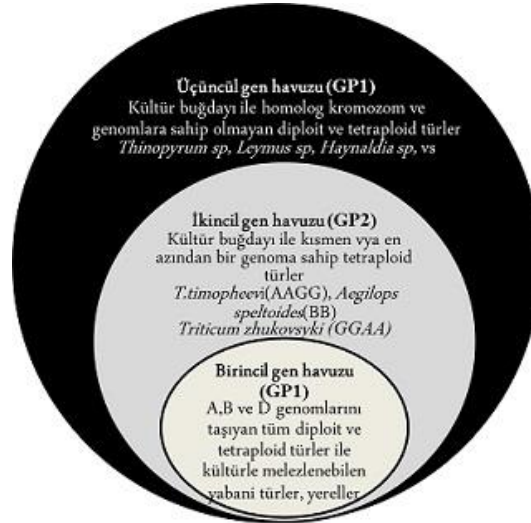 Üçüncül gen havuzu (GP1)
Kültür buğdayı ile homolog kromozom ve
genomlara sahip olmayan diploit ve tetraploid türler
Thinopyrum sp, Leymus sp, Haynaldia sp, vs
İkincil gen havuzu (GP2)
Kültür buğdayı ile kısmen vya en
azından bir genoma sahip tetraploid
türler
T.timopheevi(AAGG), Aegilops
speltoides(BB)
Triticum zhukovsyki (GGAA)
Birincil gen havuzu
(GP1)
A,B ve D genomlarını
taşıyan tüm diploit ve
tetraploid türler ile
kültürle melezlenebilen
yabani türler, yereller